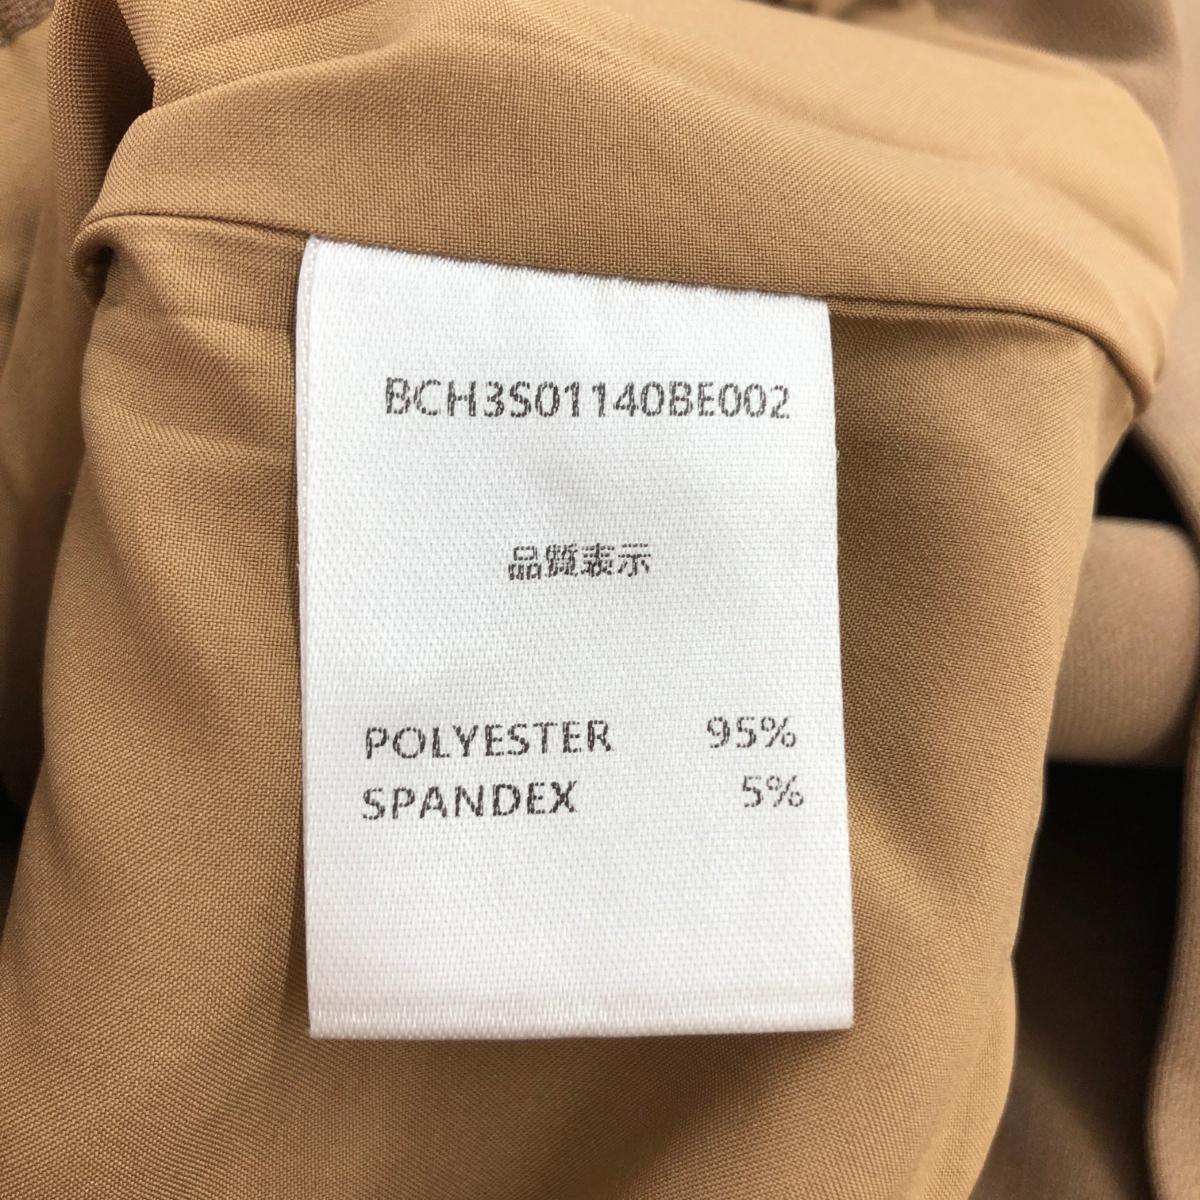 BCH3S01140BE002
品質表示
POLYESTER 95%
SPANDEX 5%